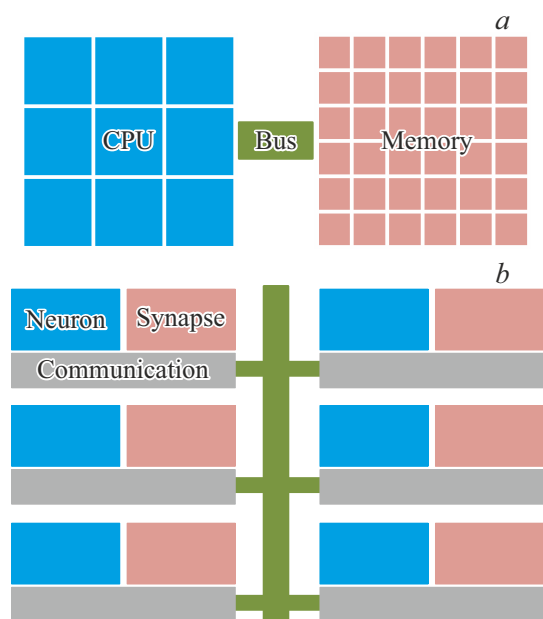 a
CPU
Bus
Memory
b
Neuron
Synapse
Communication